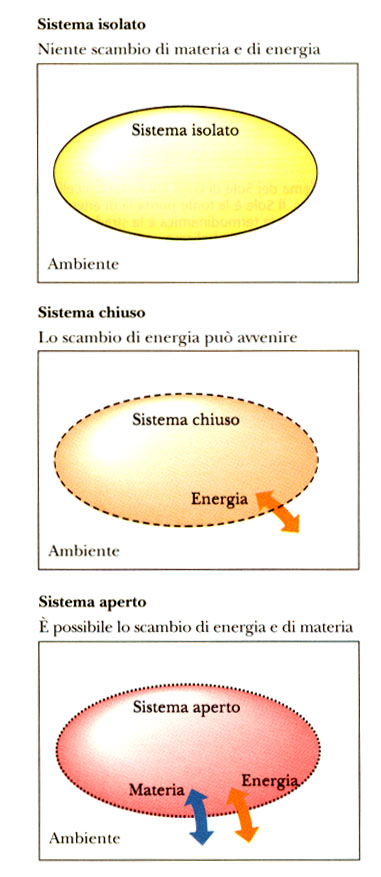 Sistema isolato
Niente scambio di materia e di energia
Sistema isolato
Ambiente
Sistema chiuso
Lo scambio di energia può avvenire
Sistema chiuso
Energia
Ambiente
Sistema aperto
È possibile lo scambio di energia e di materia
Sistema aperto
Materia
Energia
Ambiente